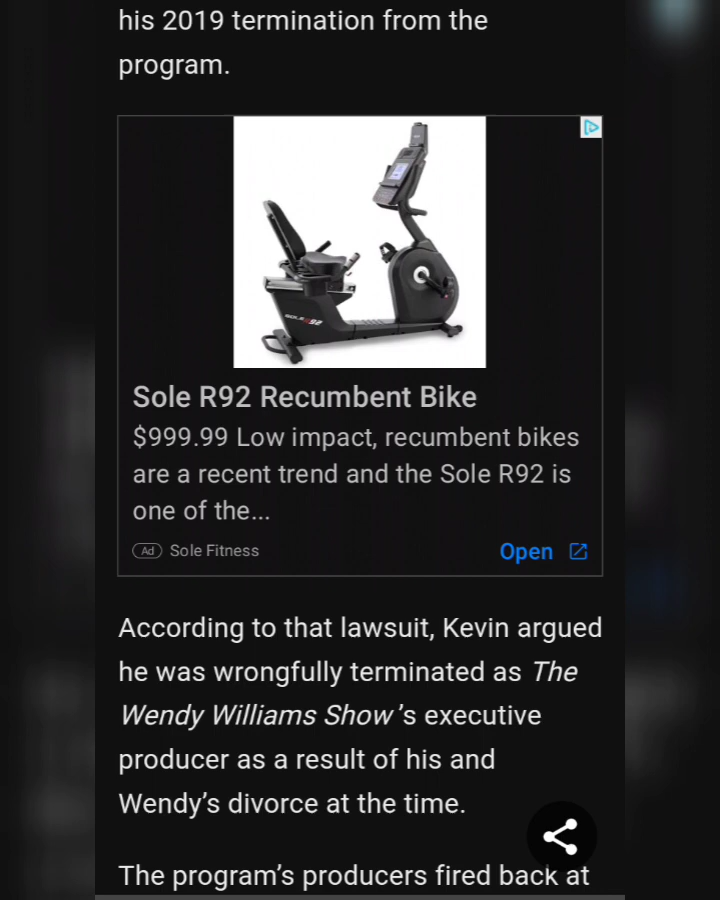 his 2019 termination from the
program.
SOLE R92
Sole R92 Recumbent Bike
$999.99 Low impact, recumbent bikes
are a recent trend and the Sole R92 is
one of the...
Ad Sole Fitness
Open
According to that lawsuit, Kevin argued
he was wrongfully terminated as The
Wendy Williams Show's executive
producer as a result of his and
Wendy’s divorce at the time.
The program’s producers fired back at